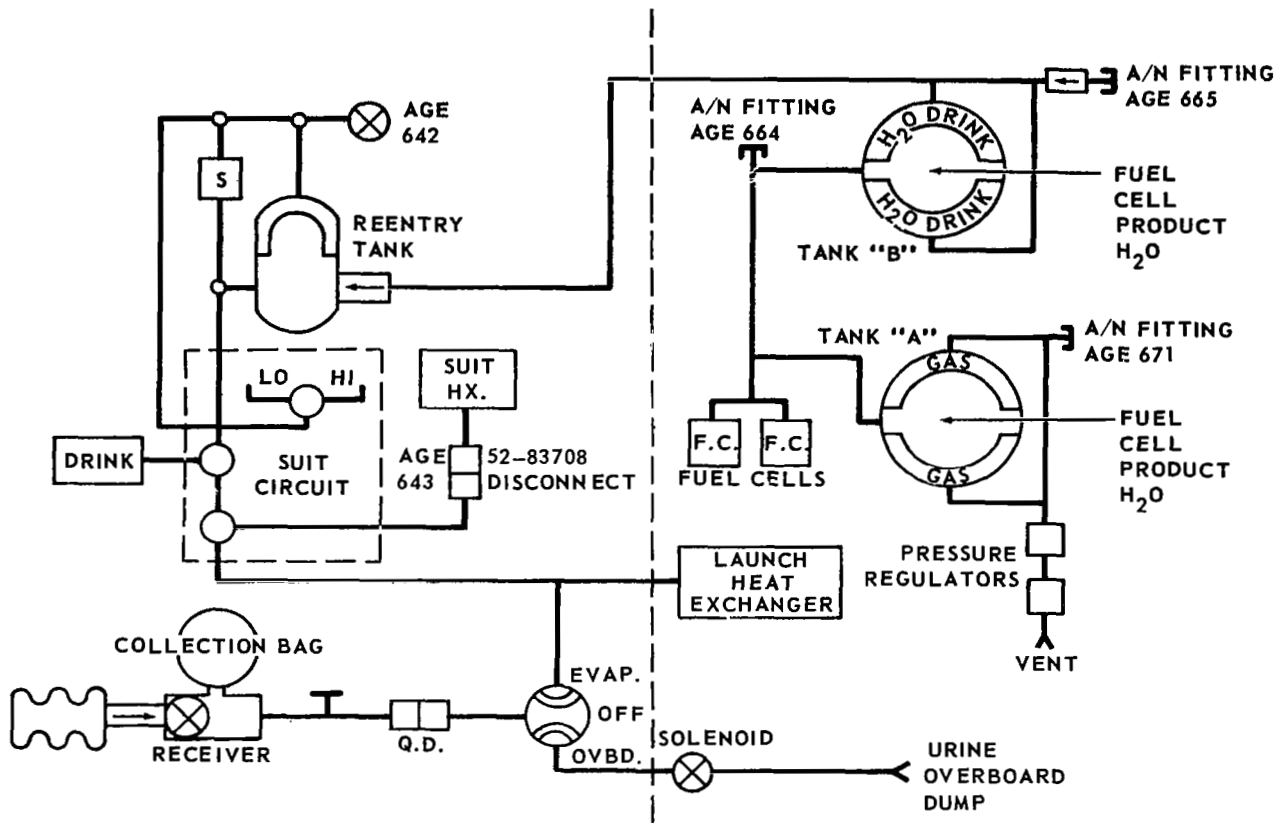 A/N FITTING
AGE 665
AGE
642
A/N FITTING
AGE 664
H2O DRINK
H2O DRINK
FUEL
CELL
PRODUCT
H2O
S
REENTRY
TANK
TANK "B"
TANK "A"
A/N FITTING
AGE 671
GAS
GAS
FUEL
CELL
PRODUCT
H2O
LO HI
SUIT
HX.
F.C. F.C.
FUEL CELLS
DRINK
SUIT
CIRCUIT
AGE
643
52-83708
DISCONNECT
PRESSURE
REGULATORS
VENT
LAUNCH
HEAT
EXCHANGER
COLLECTION BAG
EVAP.
OFF
OVBD.
RECEIVER
Q.D.
SOLENOID
URINE
OVERBOARD
DUMP